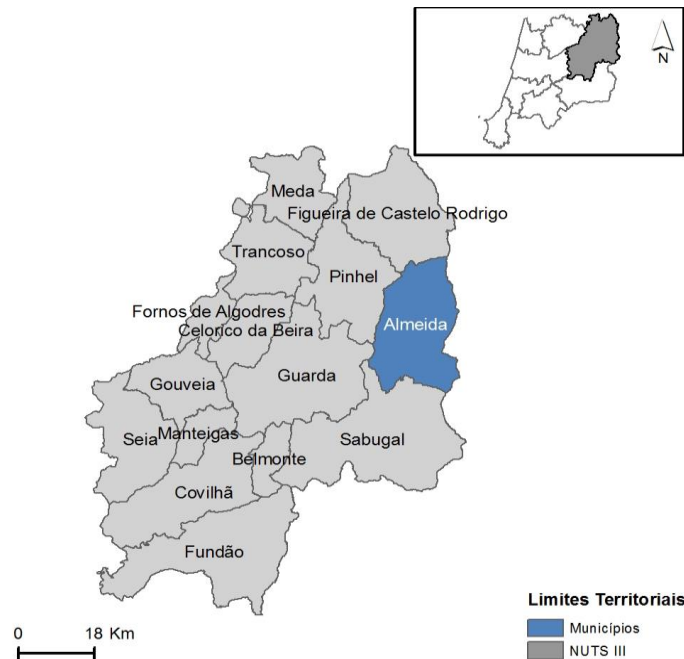 N
Meda
Figueira de Castelo Rodrigo
Trancoso
Pinhel
Fornos de Algodres
Almeida
Celorico da Beira
Guarda
Gouveia
Manteigas
Seia
Sabugal
Belmonte
Covilhã
Fundão
Limites Territoriais
0 18 Km
Municípios
NUTS III